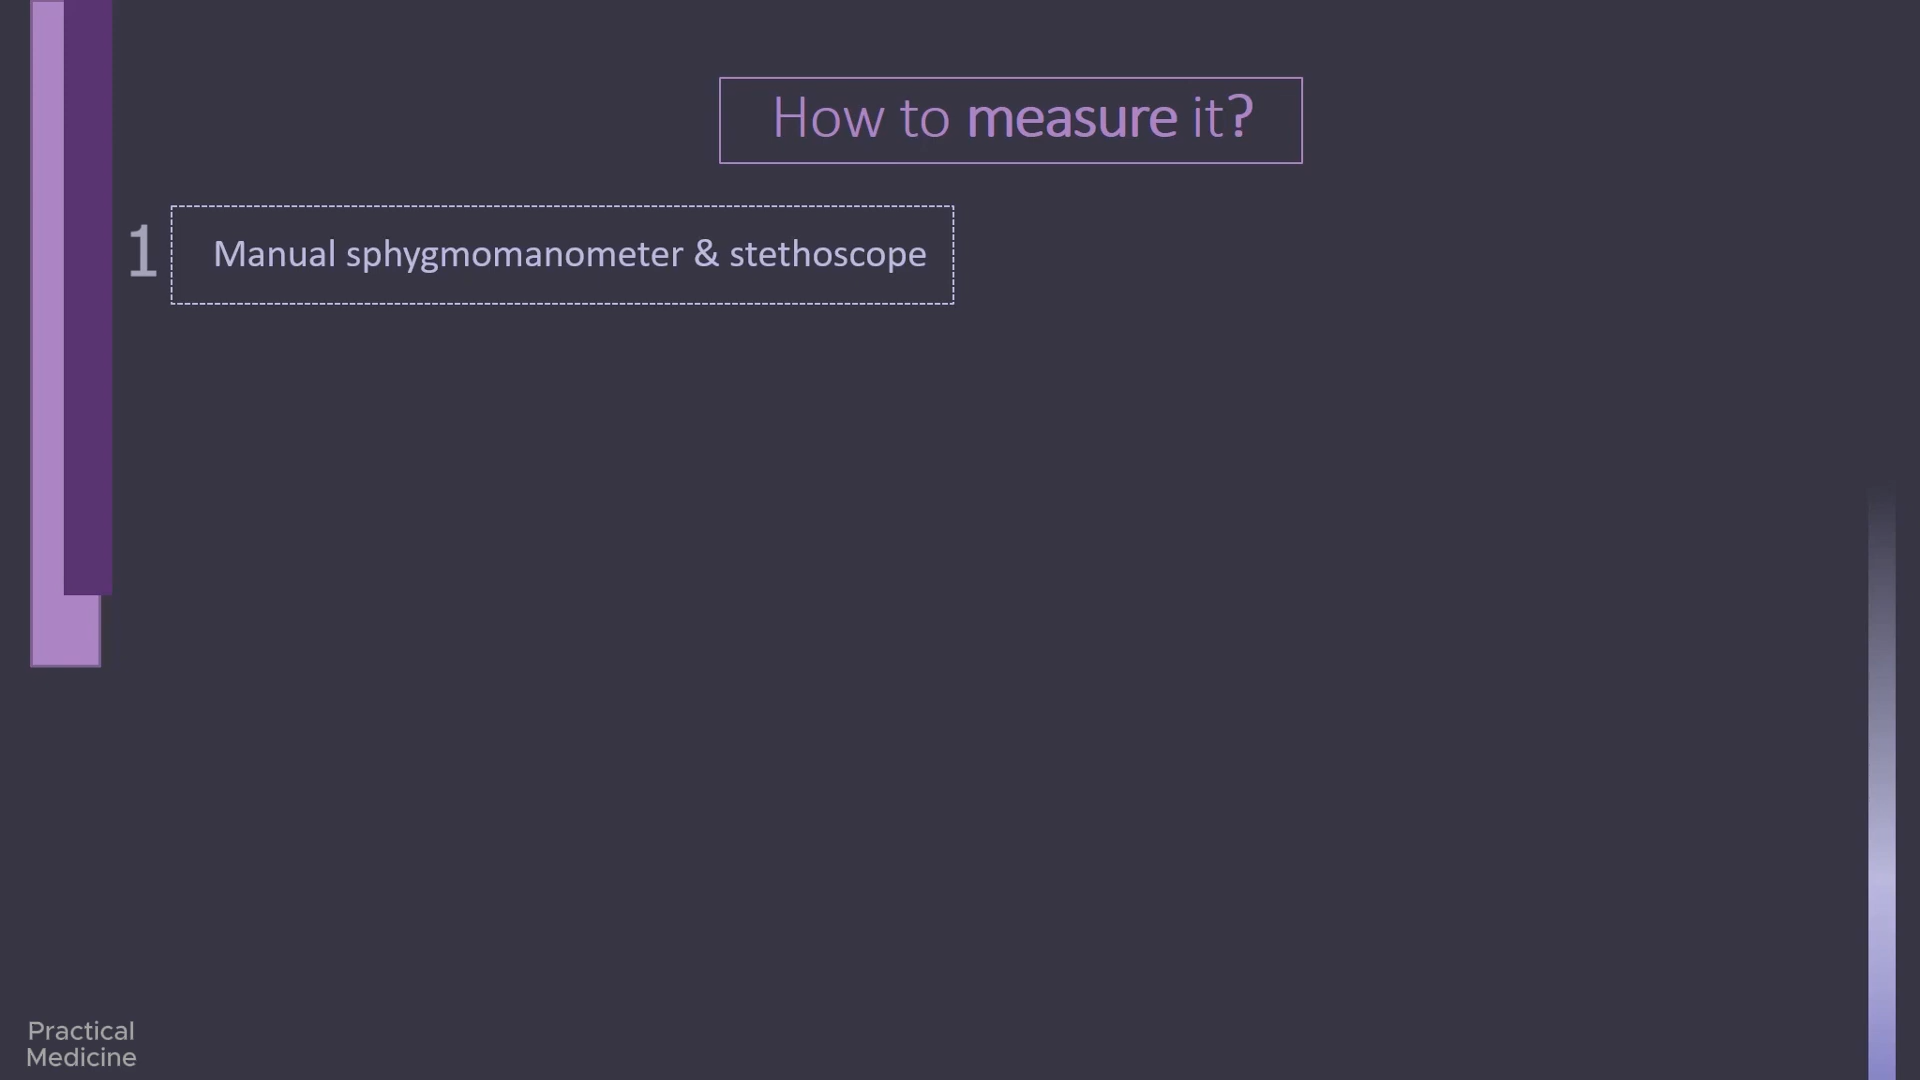 How to measure it?
1 Manual sphygmomanometer & stethoscope
Practical
Medicine